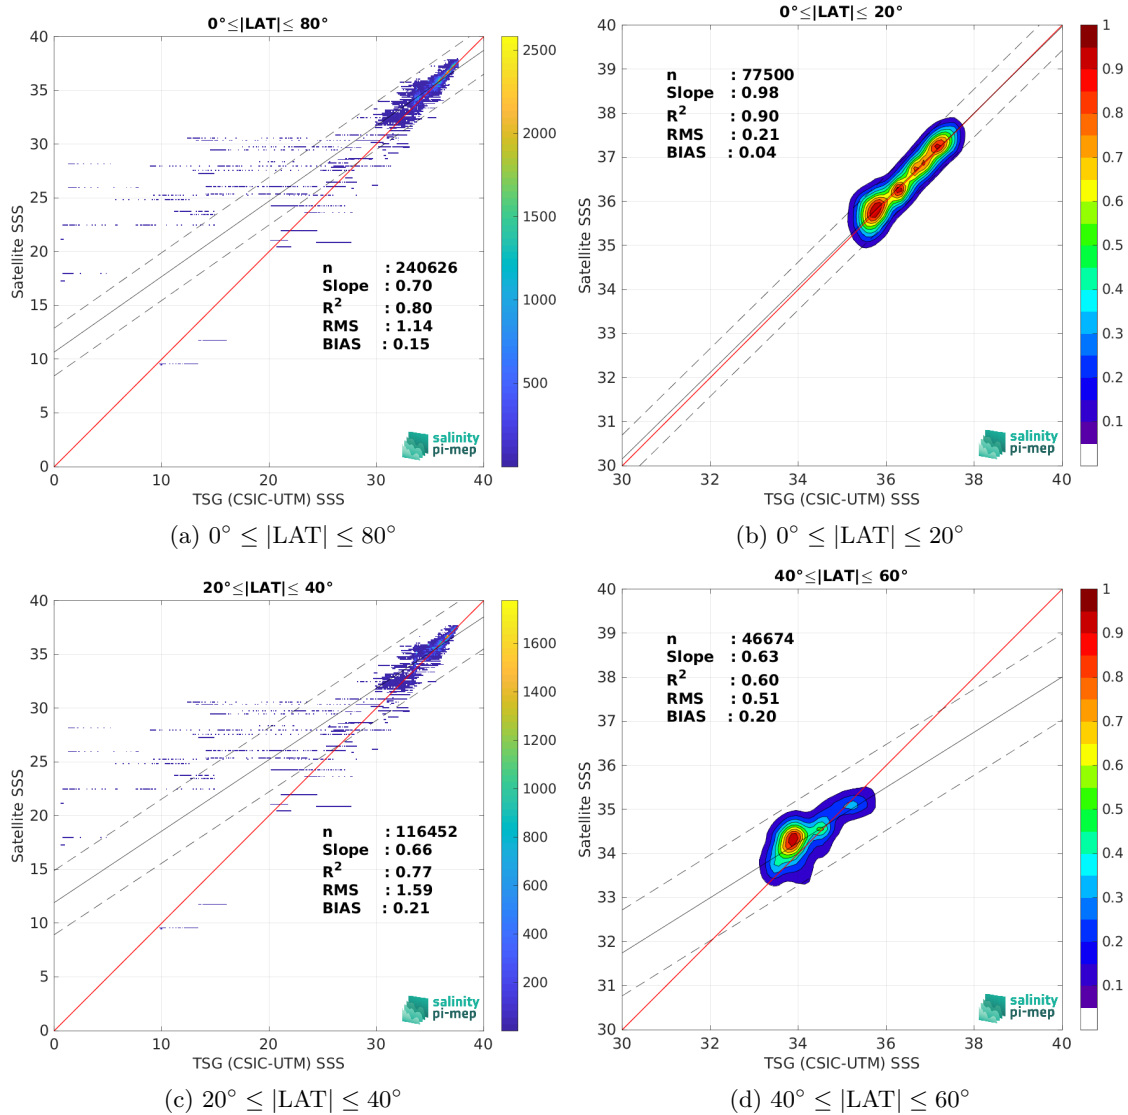 0°≤|LAT|≤ 80°
40
35
30
25
20
15
10
5
0
Satellite SSS
n : 240626
Slope : 0.70
R² : 0.80
RMS : 1.14
BIAS : 0.15
salinity
pi-mep
0 10 20 30 40
TSG (CSIC-UTM) SSS
2500
2000
1500
1000
500
(a) 0° ≤ |LAT| ≤ 80°
0°≤|LAT|≤ 20°
40
39
38
37
36
35
34
33
32
31
30
Satellite SSS
n : 77500
Slope : 0.98
R² : 0.90
RMS : 0.21
BIAS : 0.04
salinity
pi-mep
30 32 34 36 38 40
TSG (CSIC-UTM) SSS
1
0.9
0.8
0.7
0.6
0.5
0.4
0.3
0.2
0.1
(b) 0° ≤ |LAT| ≤ 20°
20°≤|LAT|≤ 40°
40
35
30
25
20
15
10
5
0
Satellite SSS
n : 116452
Slope : 0.66
R² : 0.77
RMS : 1.59
BIAS : 0.21
salinity
pi-mep
0 10 20 30 40
TSG (CSIC-UTM) SSS
1600
1400
1200
1000
800
600
400
200
(c) 20° ≤ |LAT| ≤ 40°
40°≤|LAT|≤ 60°
40
39
38
37
36
35
34
33
32
31
30
Satellite SSS
n : 46674
Slope : 0.63
R² : 0.60
RMS : 0.51
BIAS : 0.20
salinity
pi-mep
30 32 34 36 38 40
TSG (CSIC-UTM) SSS
1
0.9
0.8
0.7
0.6
0.5
0.4
0.3
0.2
0.1
(d) 40° ≤ |LAT| ≤ 60°